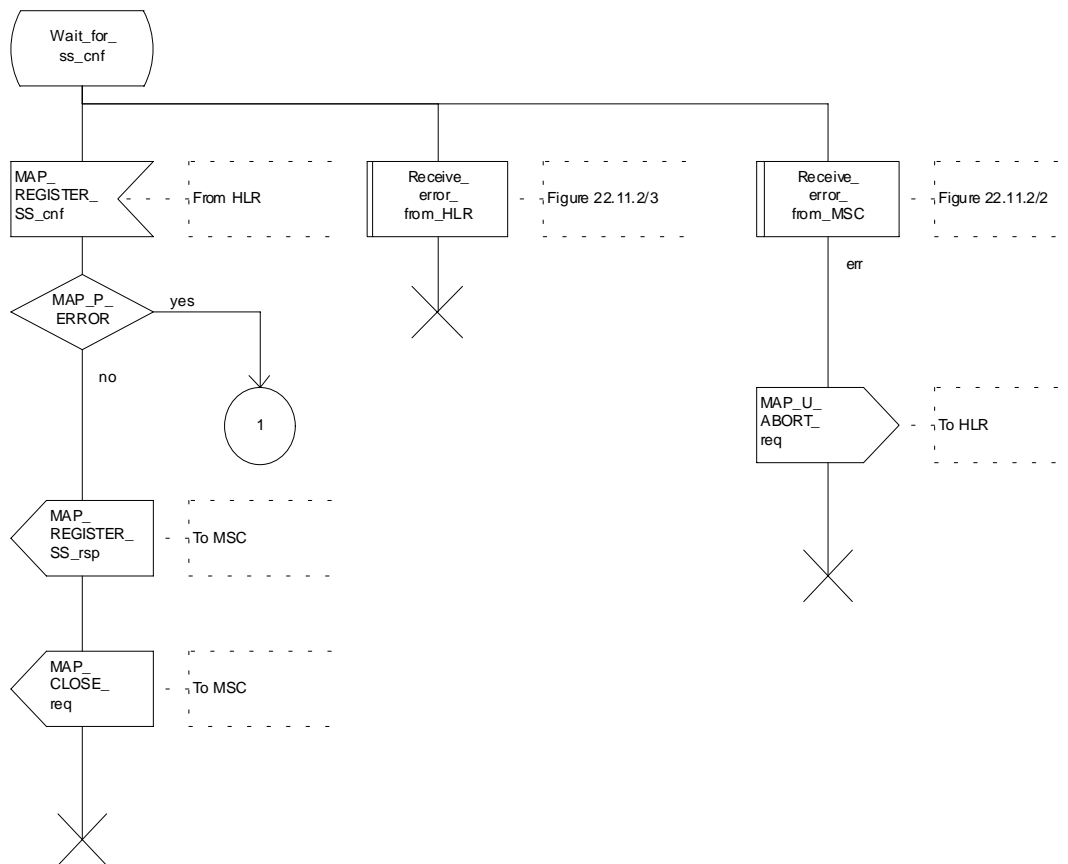 Wait_for_
ss_cnf
MAP_
REGISTER_
SS_cnf
From HLR
Receive_
error_
from_HLR
Figure 22.11.2/3
Receive_
error_
from_MSC
Figure 22.11.2/2
err
MAP_P_
ERROR
yes
no
1
MAP_U_
ABORT_
req
To HLR
MAP_
REGISTER_
SS_rsp
To MSC
MAP_
CLOSE_
req
To MSC